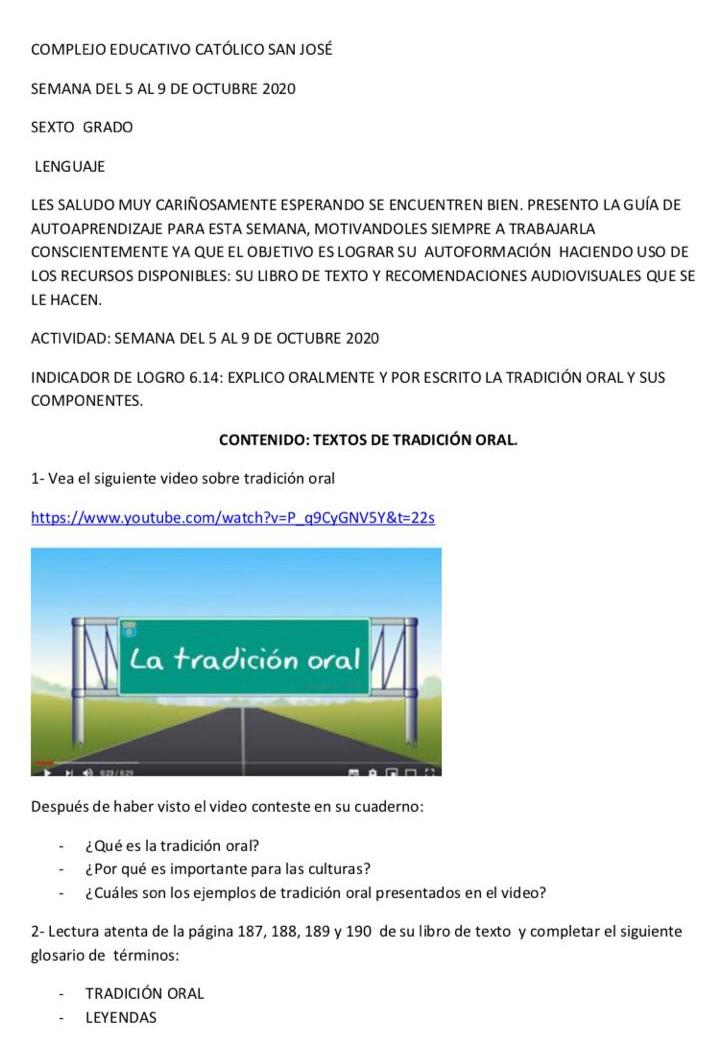 COMPLEJO EDUCATIVO CATÓLICO SAN JOSÉ
SEMANA DEL 5 AL 9 DE OCTUBRE 2020
SEXTO GRADO
LENGUAJE
LES SALUDO MUY CARIÑOSAMENTE ESPERANDO SE ENCUENTREN BIEN. PRESENTO LA GUÍA DE
AUTOAPRENDIZAJE PARA ESTA SEMANA, MOTIVANDOLES SIEMPRE A TRABAJARLA
CONSCIENTEMENTE YA QUE EL OBJETIVO ES LOGRAR SU AUTOFORMACIÓN HACIENDO USO DE
LOS RECURSOS DISPONIBLES: SU LIBRO DE TEXTO Y RECOMENDACIONES AUDIOVISUALES QUE SE
LE HACEN.
ACTIVIDAD: SEMANA DEL 5 AL 9 DE OCTUBRE 2020
INDICADOR DE LOGRO 6.14: EXPLICO ORALMENTE Y POR ESCRITO LA TRADICIÓN ORAL Y SUS
COMPONENTES.
CONTENIDO: TEXTOS DE TRADICIÓN ORAL.
1- Vea el siguiente video sobre tradición oral
https://www.youtube.com/watch?v=P_q9CyGNV5Y&t=22s
La tradición oral
0:23 / 8:29
Después de haber visto el video conteste en su cuaderno:
- ¿Qué es la tradición oral?
- ¿Por qué es importante para las culturas?
- ¿Cuáles son los ejemplos de tradición oral presentados en el video?
2- Lectura atenta de la página 187, 188, 189 y 190 de su libro de texto y completar el siguiente
glosario de términos:
- TRADICIÓN ORAL
- LEYENDAS